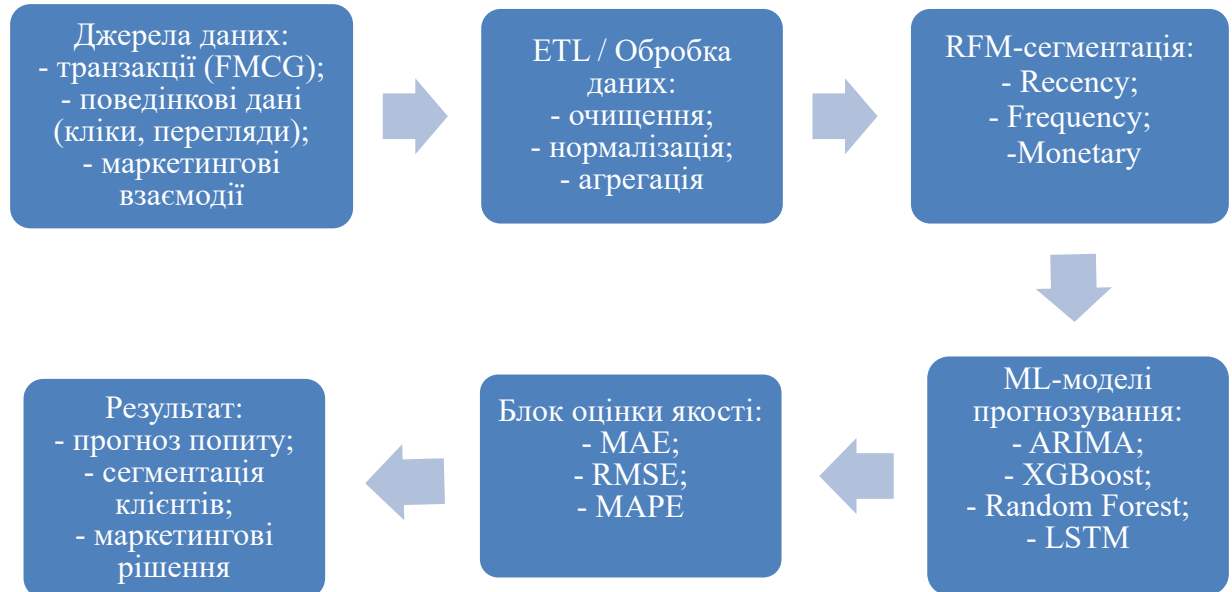 Джерела даних:
- транзакції (FMCG);
- поведінкові дані
(кліки, перегляди);
- маркетингові
взаємодії
ETL / Обробка
даних:
- очищення;
- нормалізація;
- агрегація
RFM-сегментація:
- Recency;
- Frequency;
-Monetary
ML-моделі
прогнозування:
- ARIMA;
- XGBoost;
- Random Forest;
- LSTM
Блок оцінки якості:
- MAE;
- RMSE;
- MAPE
Результат:
- прогноз попиту;
- сегментація
клієнтів;
- маркетингові
рішення